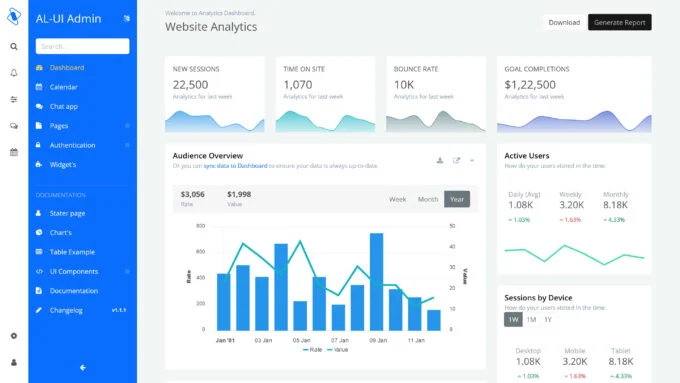 AL-UI Admin
Search...
Dashboard
Calendar
Chat app
Pages
Authentication
Widget's
DOCUMENTATION
Stater page
Chart's
Table Example
UI Components
Documentation
Changelog v1.1.1
Welcome to Analytics Dashboard.
Website Analytics
Download Generate Report
NEW SESSIONS
22,500
Analytics for last week
TIME ON SITE
1,070
Analytics for last week
BOUNCE RATE
10K
Analytics for last week
GOAL COMPLETIONS
$1,22,500
Analytics for last week
Audience Overview
Or you can sync data to Dashboard to ensure your data is always up-to-date.
$3,056 $1,998
Rate Value
Week Month Year
800 50
600 40
30
400
20
200
10
0 0
Rate
Value
Jan '01 03 Jan 05 Jan 07 Jan 09 Jan 11 Jan
Rate Value
Active Users
How do your users visited in the time.
Daily (Avg) Weekly Monthly
1.08K 3.20K 8.18K
1.03% 1.63% 4.33%
Sessions by Device
How do your users visited in the time.
1W 1M 1Y
Desktop Mobile Tablet
1.08K 3.20K 8.18K
1.03% 1.63% 4.33%